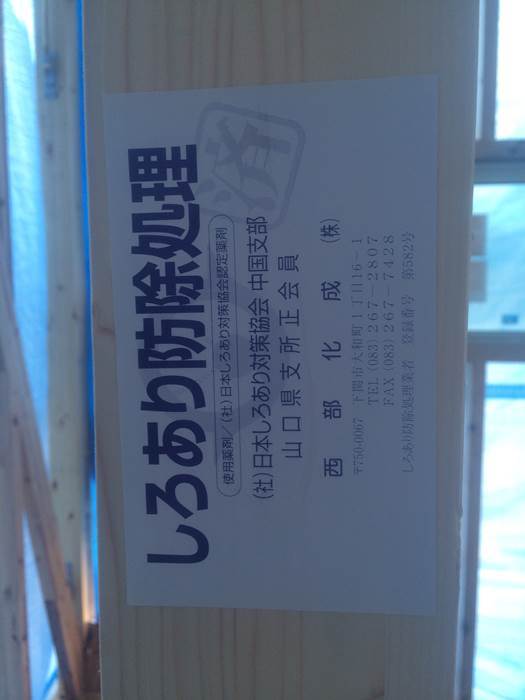 しろあり防除処理
済
使用薬剤/(社)日本しろあり対策協会認定薬剤
(社)日本しろあり対策協会 中国支部
山口県支所正会員
西部化成(株)
〒750-0067 下関市大和町1丁目16-1
TEL (083) 267-2807
FAX (083) 267-7428
しろあり防除処理業者 登録番号 第582号